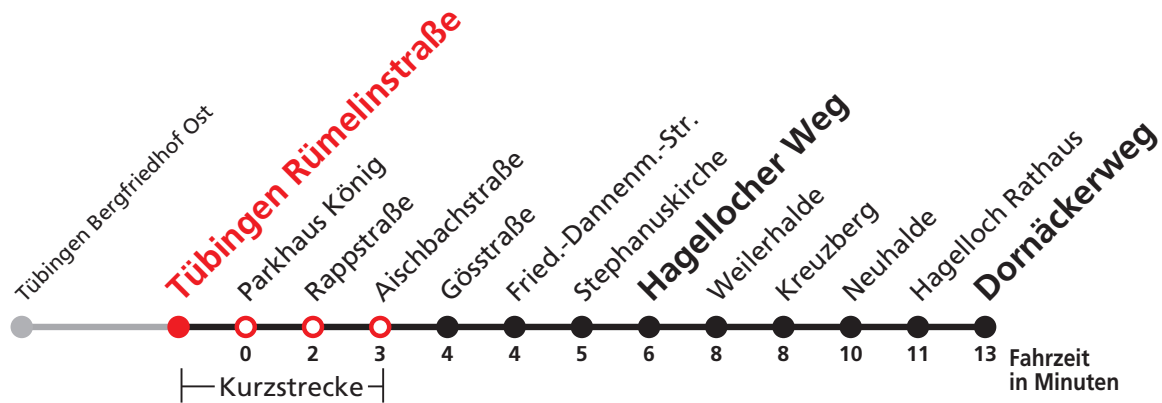 Tübingen Bergfriedhof Ost
Tübingen Rümelinstraße
Parkhaus König
Rappstraße
Aischbachstraße
Gösstraße
Fried.-Dannenm.-Str.
Stephanuskirche
Hagellocher Weg
Weilerhalde
Kreuzberg
Neuhalde
Hagelloch Rathaus
Dornäckerweg
0 2 3 4 4 5 6 8 8 10 11 13
Fahrzeit
in Minuten
Kurzstrecke